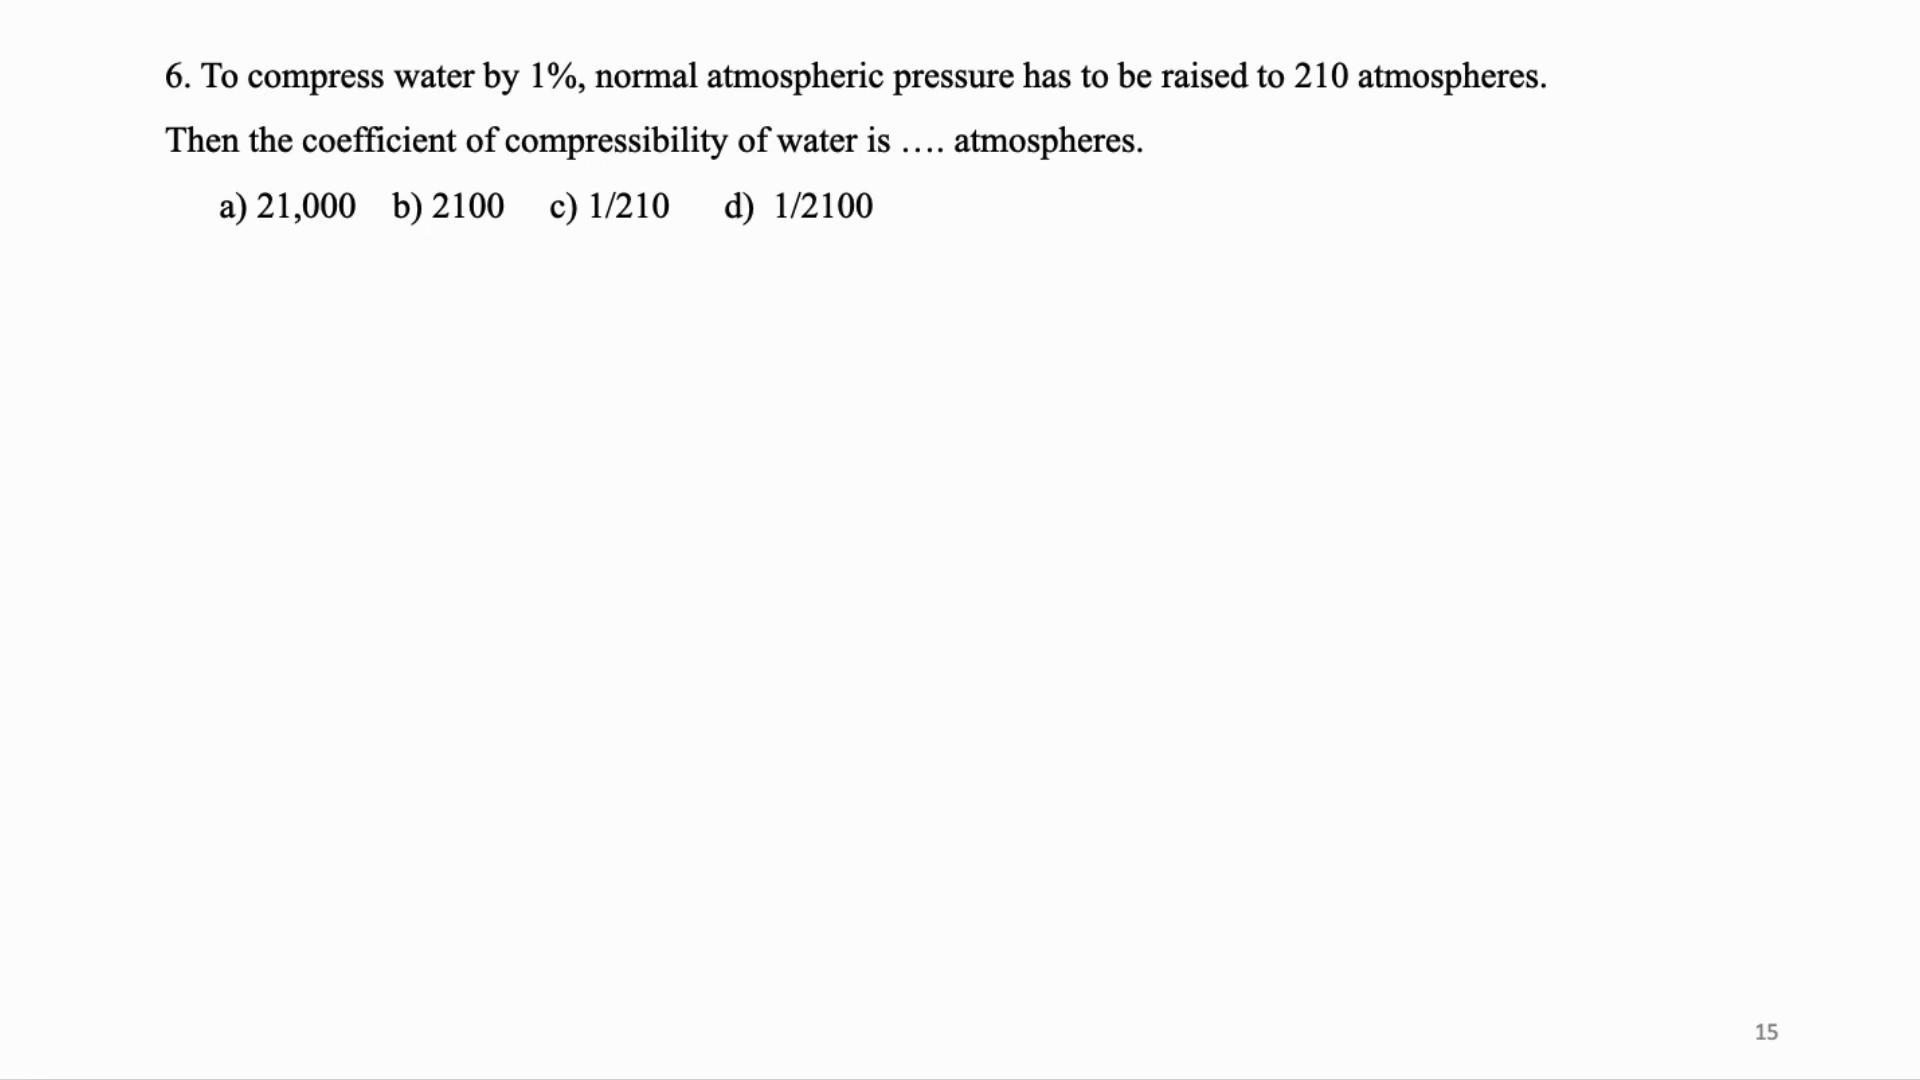 6. To compress water by 1%, normal atmospheric pressure has to be raised to 210 atmospheres.
Then the coefficient of compressibility of water is .... atmospheres.
a) 21,000 b) 2100 c) 1/210 d) 1/2100
15